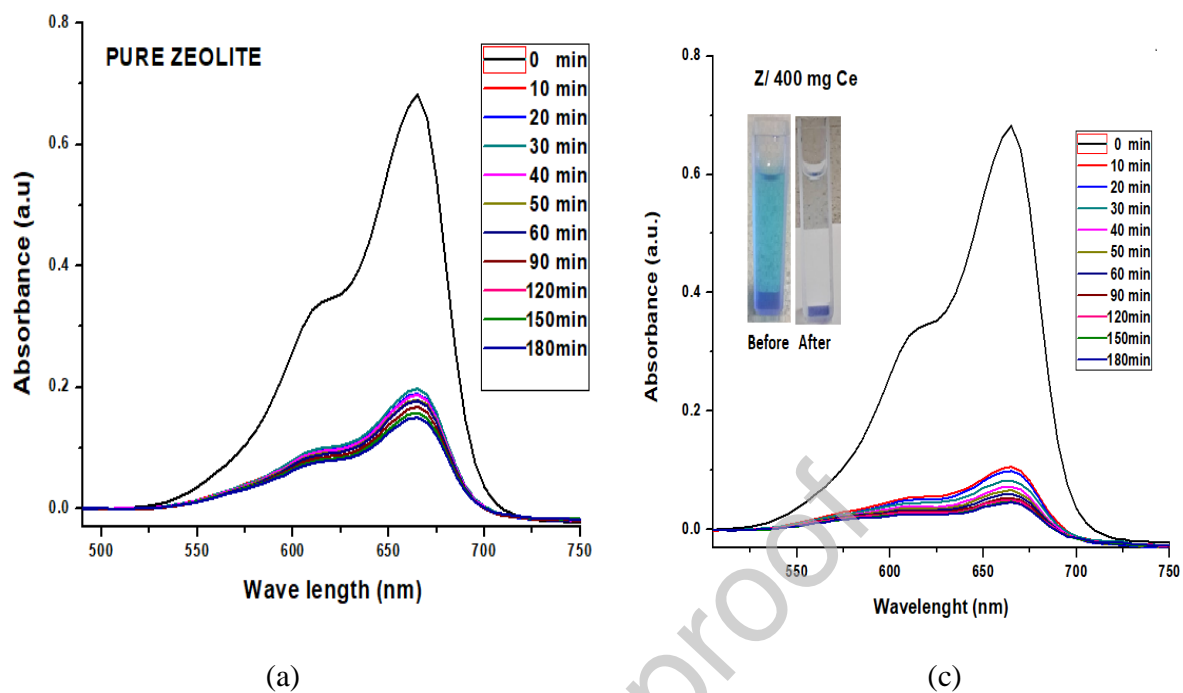 PURE ZEOLITE
0 min
10 min
20 min
30 min
40 min
50 min
60 min
90 min
120min
150min
180min
0.8
0.6
0.4
0.2
0.0
Absorbance (a.u)
500 550 600 650 700 750
Wave length (nm)
(a)
Z/ 400 mg Ce
Before After
0 min
10 min
20 min
30 min
40 min
50 min
60 min
90 min
120min
150min
180min
0.8
0.6
0.4
0.2
0.0
Absorbance (a.u.)
550 600 650 700 750
Wavelenght (nm)
(c)
proof